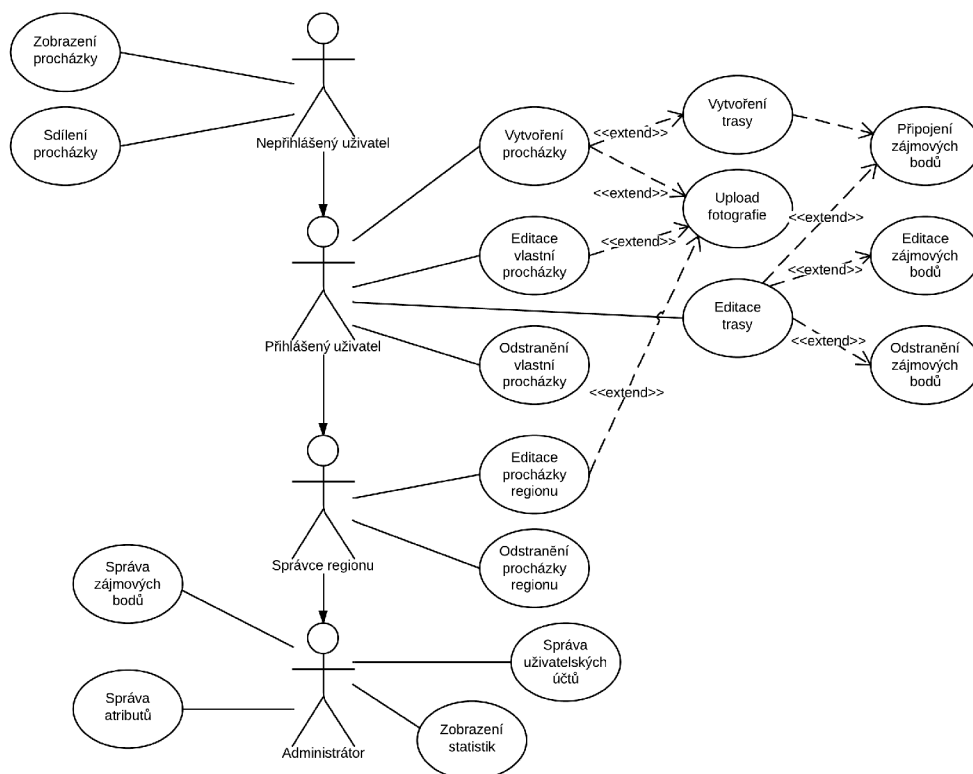 Zobrazení
procházky
Sdílení
procházky
Nepřihlášený uživatel
Vytvoření
procházky
<<extend>>
Vytvoření
trasy
Připojení
zájmových
bodů
<<extend>>
Upload
fotografie
<<extend>>
Editace
vlastní
procházky
<<extend>>
Editace
zájmových
bodů
<<extend>>
Přihlášený uživatel
Editace
trasy
Odstranění
vlastní
procházky
<<extend>>
Odstranění
zájmových
bodů
<<extend>>
Editace
procházky
regionu
Správce regionu
Odstranění
procházky
regionu
Správa
zájmových
bodů
Správa
uživatelských
účtů
Správa
atributů
Zobrazení
statistik
Administrátor